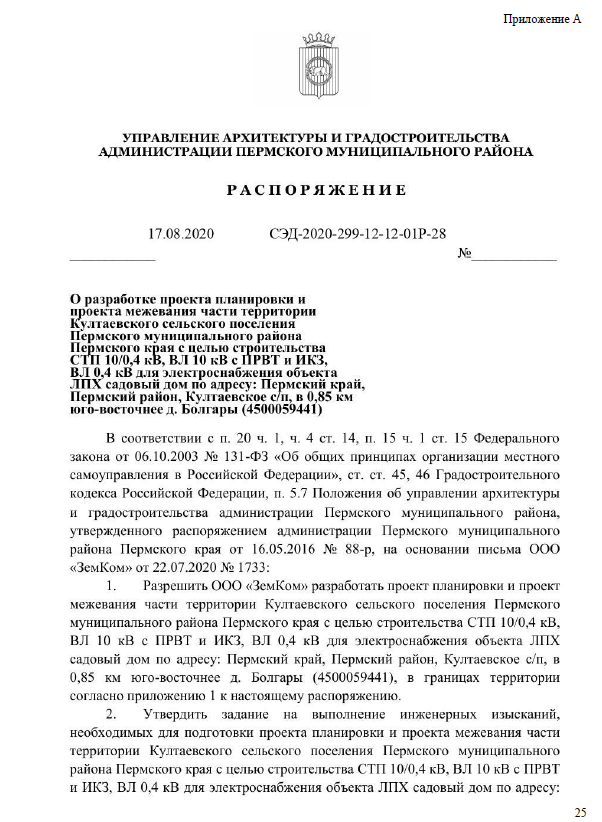 Приложение А
УПРАВЛЕНИЕ АРХИТЕКТУРЫ И ГРАДОСТРОИТЕЛЬСТВА
АДМИНИСТРАЦИИ ПЕРМСКОГО МУНИЦИПАЛЬНОГО РАЙОНА
Р А С П О Р Я Ж Е Н И Е
17.08.2020 СЭД-2020-299-12-12-01Р-28
____________ №____________
О разработке проекта планировки и
проекта межевания части территории
Култаевского сельского поселения
Пермского муниципального района
Пермского края с целью строительства
СТП 10/0,4 кВ, ВЛ 10 кВ с ПРВТ и ИКЗ,
ВЛ 0,4 кВ для электроснабжения объекта
ЛПХ садовый дом по адресу: Пермский край,
Пермский район, Култаевское с/п, в 0,85 км
юго-восточнее д. Болгары (4500059441)
В соответствии с п. 20 ч. 1, ч. 4 ст. 14, п. 15 ч. 1 ст. 15 Федерального
закона от 06.10.2003 № 131-ФЗ «Об общих принципах организации местного
самоуправления в Российской Федерации», ст. ст. 45, 46 Градостроительного
кодекса Российской Федерации, п. 5.7 Положения об управлении архитектуры
и градостроительства администрации Пермского муниципального района,
утвержденного распоряжением администрации Пермского муниципального
района Пермского края от 16.05.2016 № 88-р, на основании письма ООО
«ЗемКом» от 22.07.2020 № 1733:
1. Разрешить ООО «ЗемКом» разработать проект планировки и проект
межевания части территории Култаевского сельского поселения Пермского
муниципального района Пермского края с целью строительства СТП 10/0,4 кВ,
ВЛ 10 кВ с ПРВТ и ИКЗ, ВЛ 0,4 кВ для электроснабжения объекта ЛПХ
садовый дом по адресу: Пермский край, Пермский район, Култаевское с/п, в
0,85 км юго-восточнее д. Болгары (4500059441), в границах территории
согласно приложению 1 к настоящему распоряжению.
2. Утвердить задание на выполнение инженерных изысканий,
необходимых для подготовки проекта планировки и проекта межевания части
территории Култаевского сельского поселения Пермского муниципального
района Пермского края с целью строительства СТП 10/0,4 кВ, ВЛ 10 кВ с ПРВТ
и ИКЗ, ВЛ 0,4 кВ для электроснабжения объекта ЛПХ садовый дом по адресу:
25